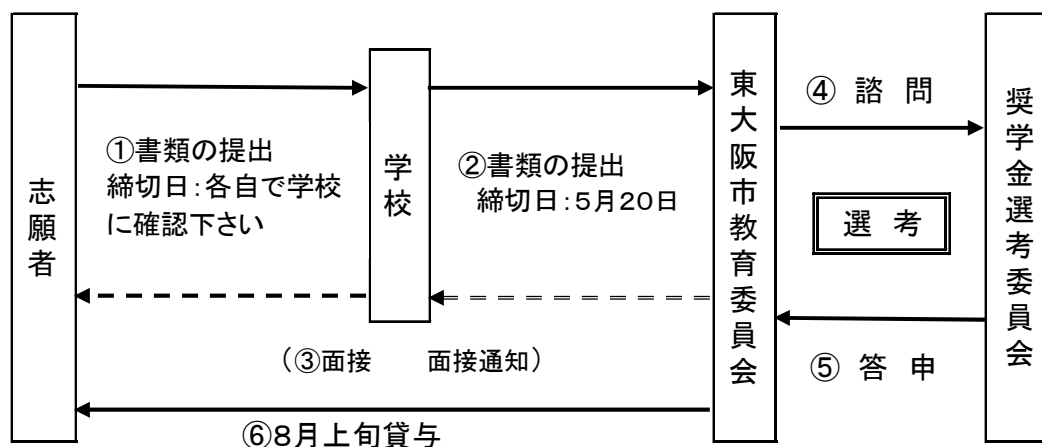 志願者
①書類の提出
締切日：各自で学校
に確認下さい
学校
②書類の提出
締切日：5月20日
（③面接　　面接通知）
⑥8月上旬貸与
東大阪市教育委員会
④ 諮 問
選 考
⑤ 答 申
奨学金選考委員会